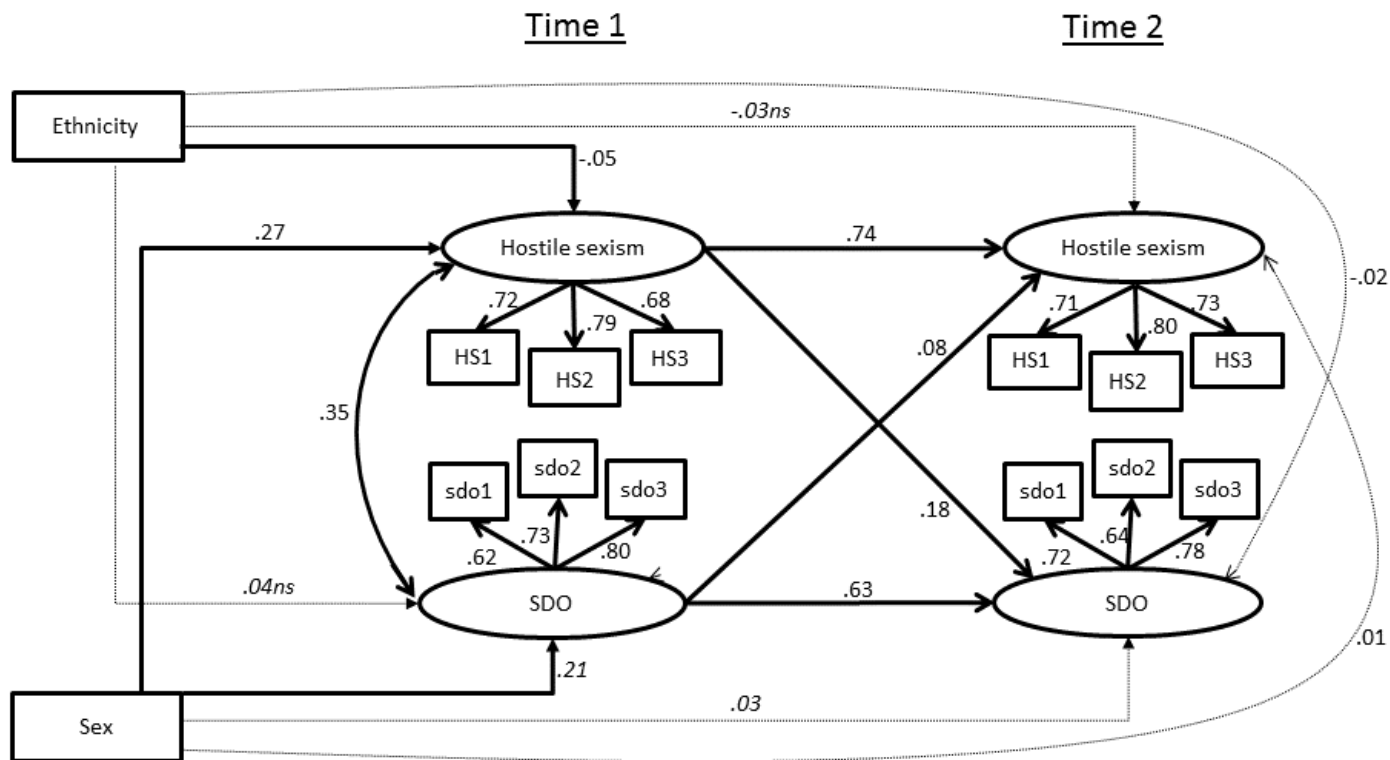 Time 1
Time 2
Ethnicity
-.03ns
-.05
.27
Hostile sexism
.74
Hostile sexism
-.02
.72
.79
.68
.71
.80
.73
HS1
HS2
HS3
HS1
HS2
HS3
.08
.35
sdo1
sdo2
sdo3
sdo1
sdo2
sdo3
.18
.62
.73
.80
.72
.64
.78
.04ns
SDO
.63
SDO
.01
.21
Sex
.03